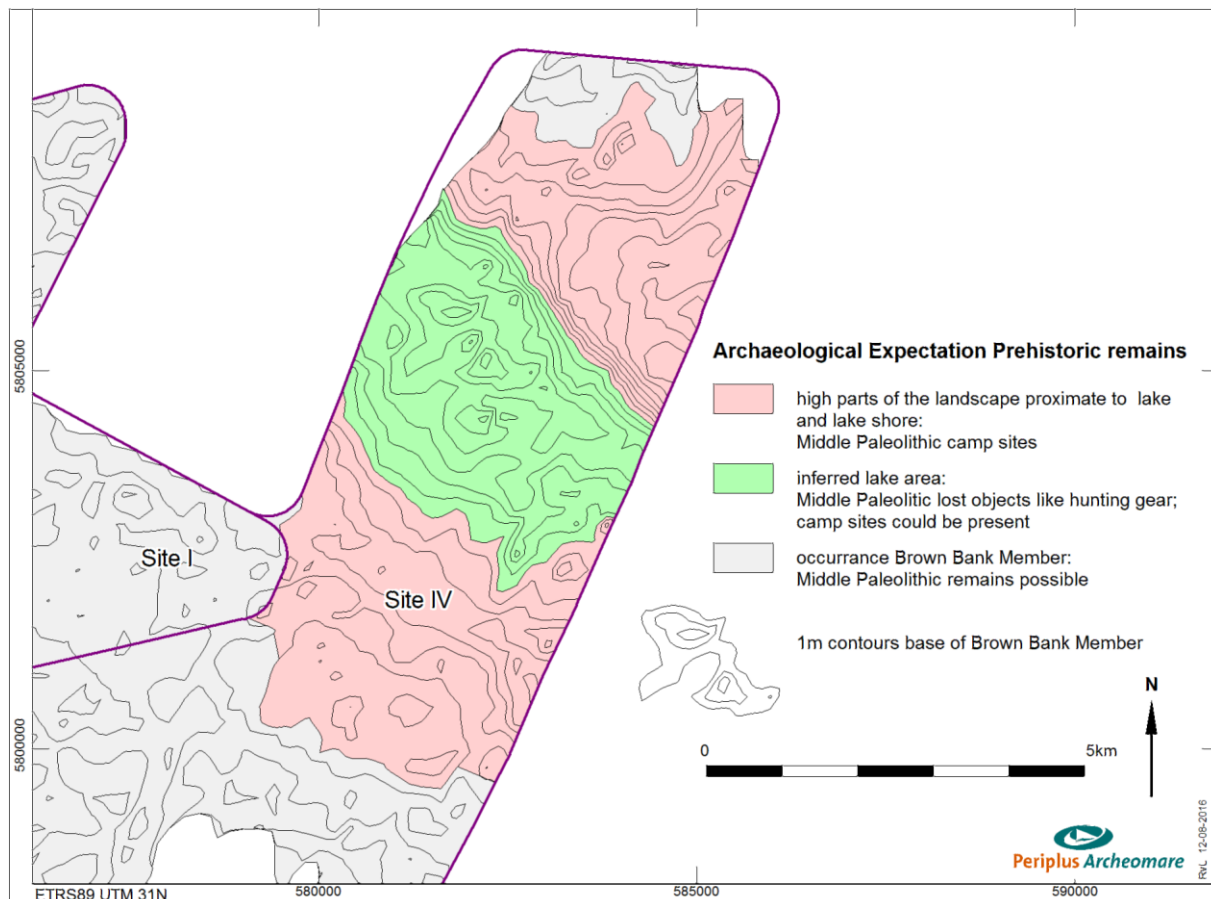 Archaeological Expectation Prehistoric remains
high parts of the landscape proximate to lake
and lake shore:
Middle Paleolithic camp sites
inferred lake area:
Middle Paleolitic lost objects like hunting gear;
camp sites could be present
occurrance Brown Bank Member:
Middle Paleolithic remains possible
1m contours base of Brown Bank Member
Site I
Site IV
N
0
5km
5805000
5800000
Periplus Archeomare
RvL 12-08-2016
ETRS89 UTM 31N
580000
585000
590000